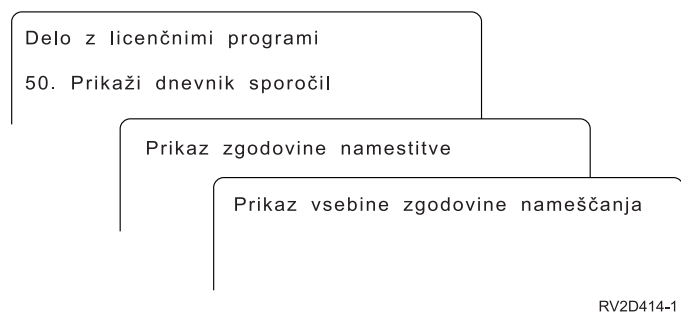 Delo z licenčnimi programi
50. Prikaži dnevnik sporočil
Prikaz zgodovine namestitve
Prikaz vsebine zgodovine nameščanja
RV2D414-1